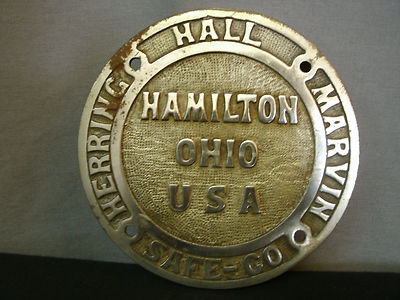 HERRING HALL MARVIN
SAFE-CO
HAMILTON
OHIO
USA